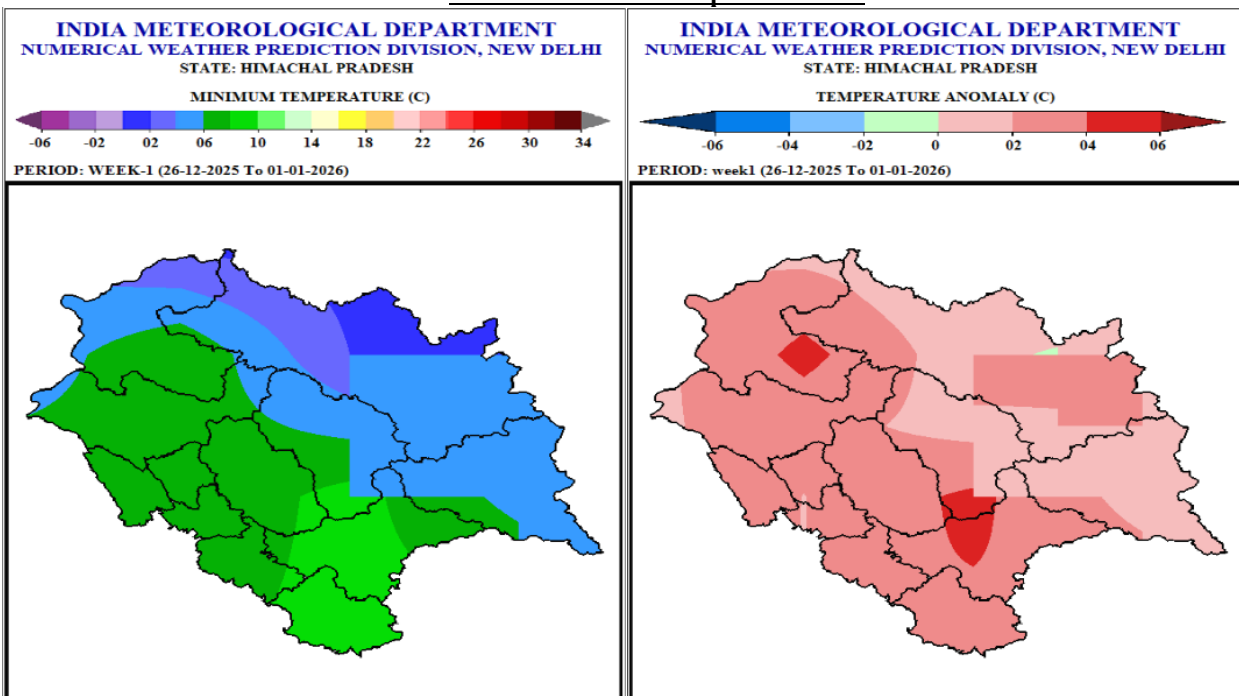 INDIA METEOROLOGICAL DEPARTMENT
NUMERICAL WEATHER PREDICTION DIVISION, NEW DELHI
STATE: HIMACHAL PRADESH
MINIMUM TEMPERATURE (C)
-06 -02 02 06 10 14 18 22 26 30 34
PERIOD: WEEK-1 (26-12-2025 To 01-01-2026)
INDIA METEOROLOGICAL DEPARTMENT
NUMERICAL WEATHER PREDICTION DIVISION, NEW DELHI
STATE: HIMACHAL PRADESH
TEMPERATURE ANOMALY (C)
-06 -04 -02 0 02 04 06
PERIOD: week1 (26-12-2025 To 01-01-2026)